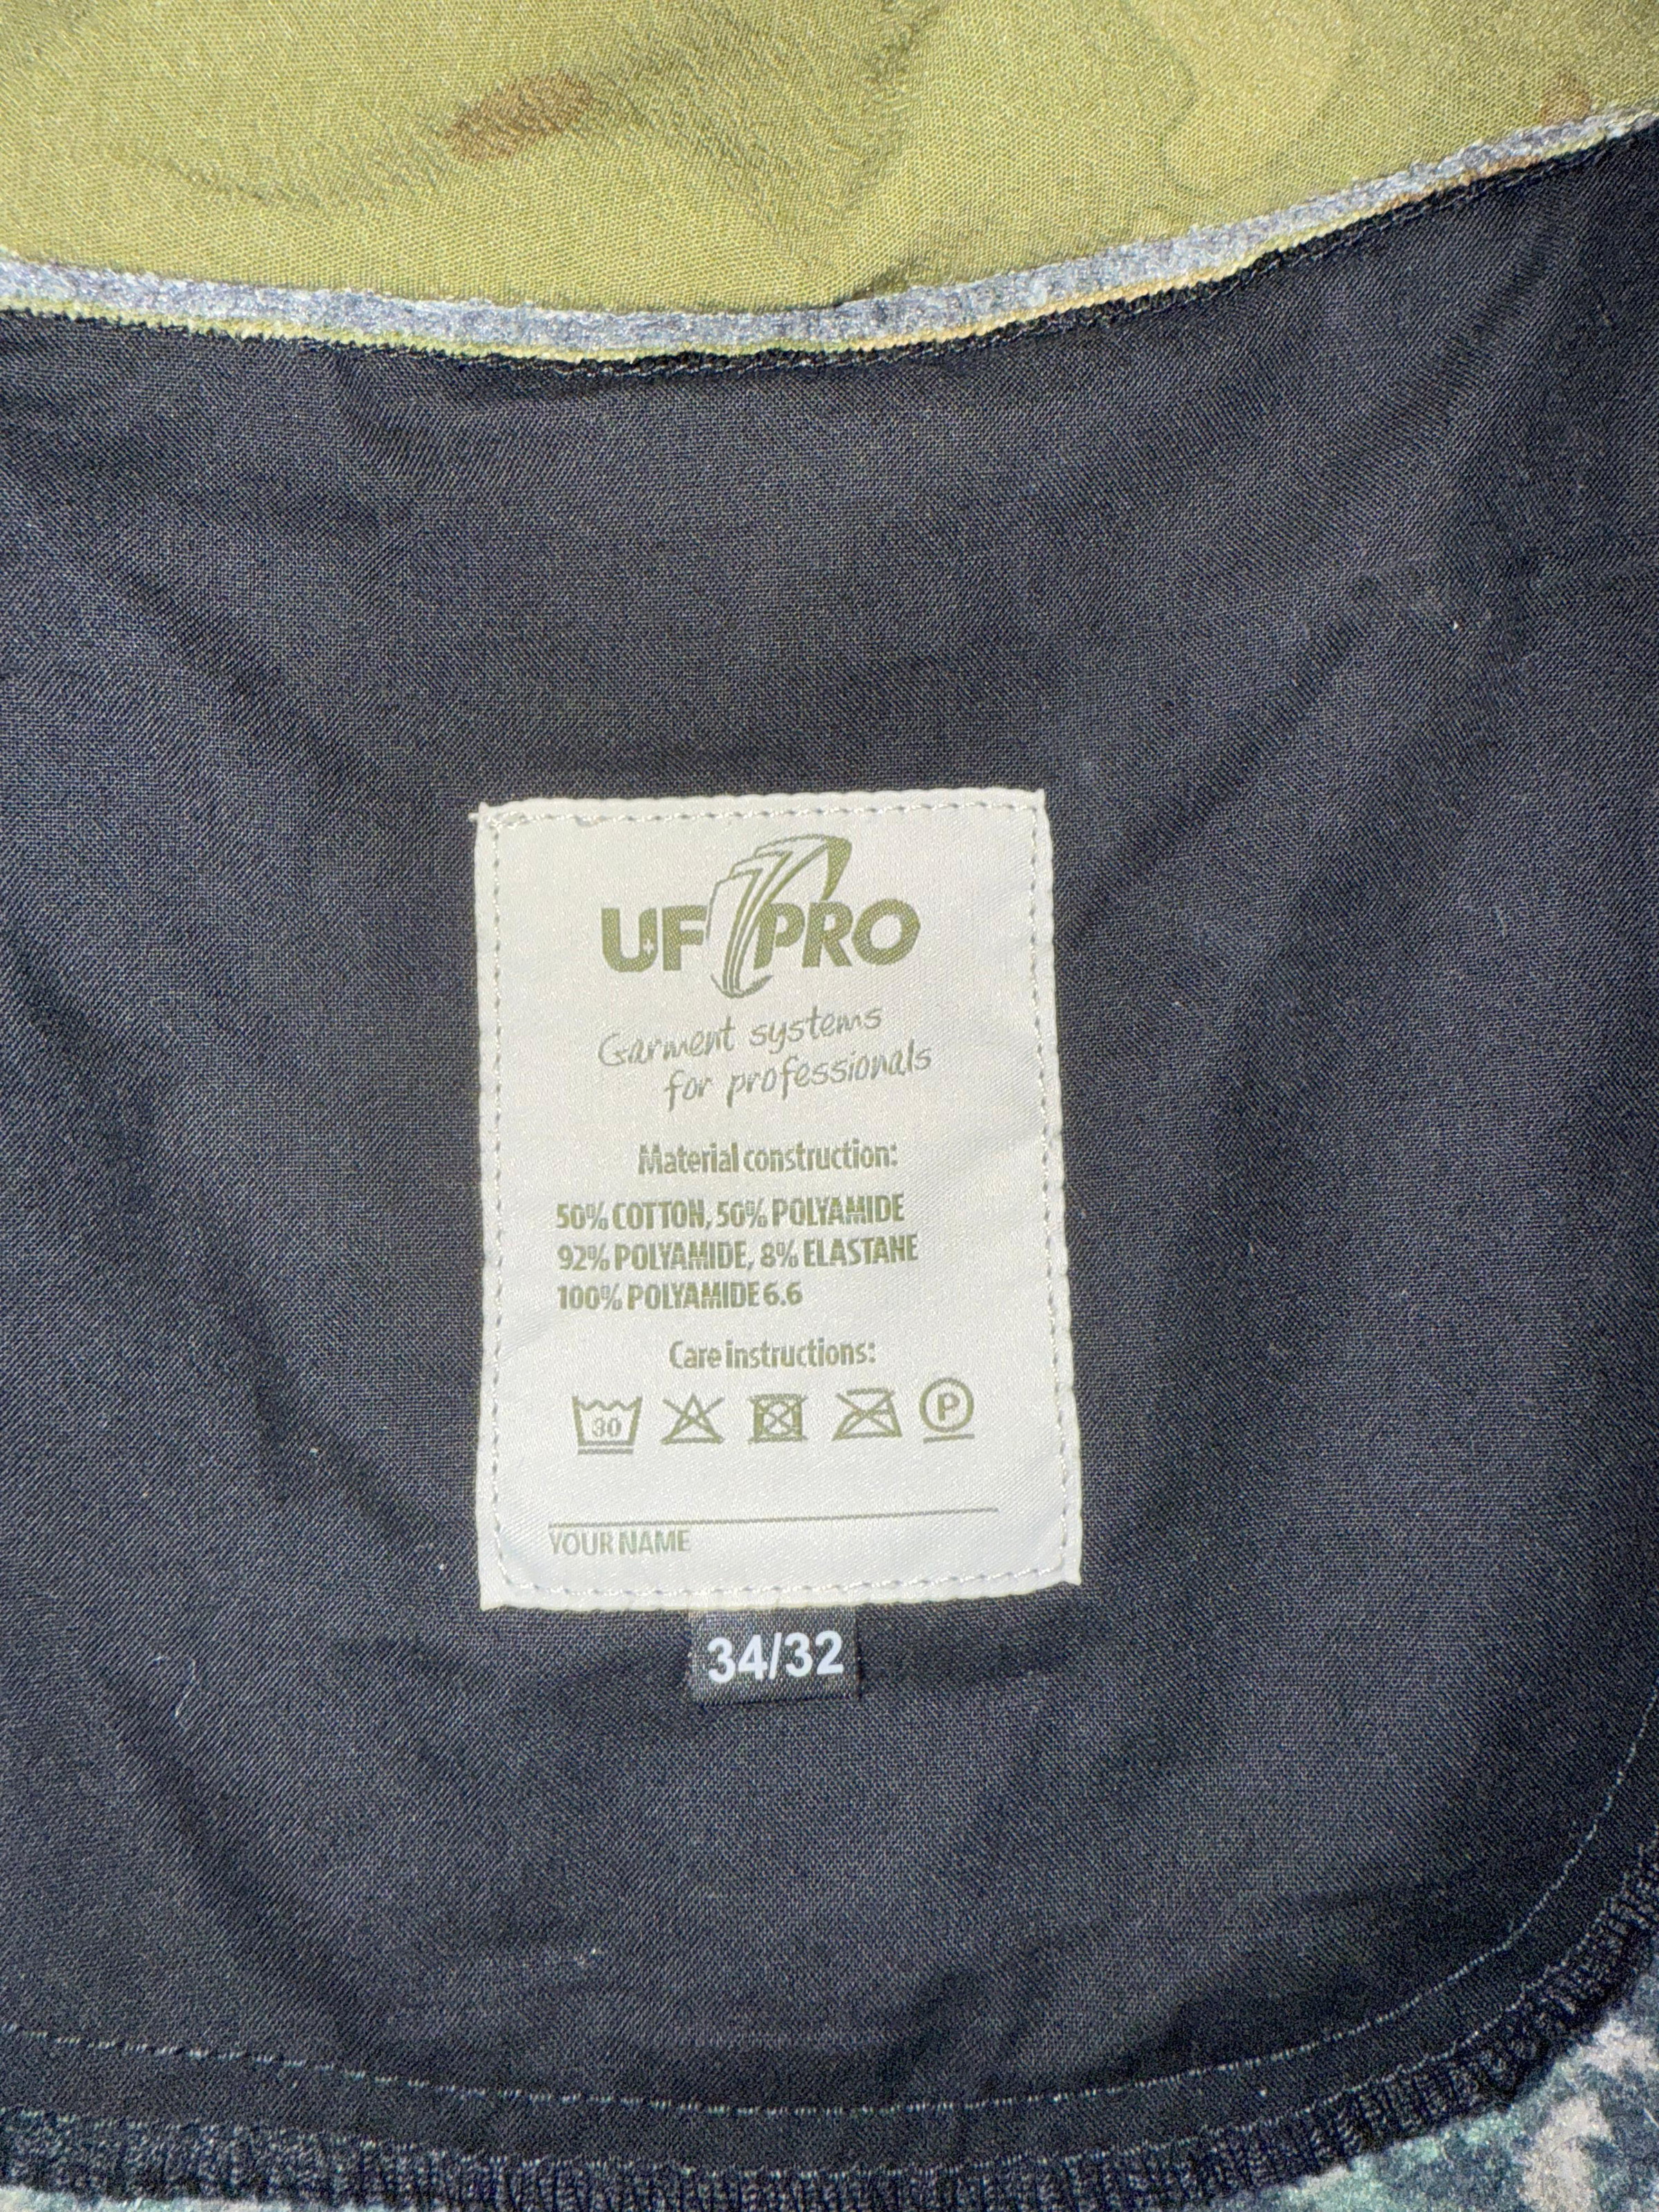 UF PRO
Garment systems
for professionals
Material construction:
50% COTTON, 50% POLYAMIDE
92% POLYAMIDE, 8% ELASTANE
100% POLYAMIDE 6.6
Care instructions:
30 P
YOUR NAME
34/32